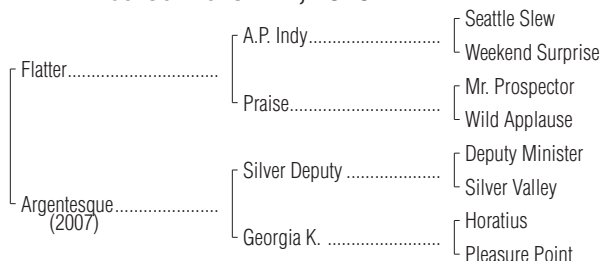 Seattle Slew
A.P. Indy
Weekend Surprise
Flatter
Mr. Prospector
Praise
Wild Applause
Deputy Minister
Silver Deputy
Silver Valley
Argentesque
(2007)
Horatius
Georgia K.
Pleasure Point